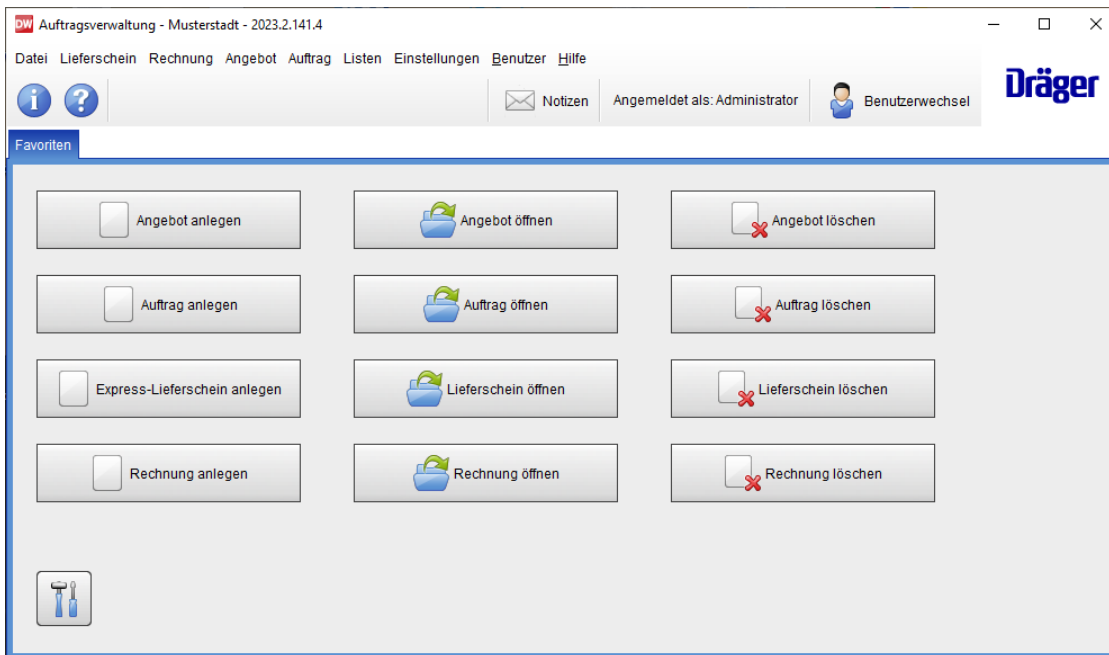 DW Auftragsverwaltung - Musterstadt - 2023.2.141.4
Datei Lieferschein Rechnung Angebot Auftrag Listen Einstellungen Benutzer Hilfe
i ? Notizen Angemeldet als: Administrator Benutzerwechsel Dräger
Favoriten
Angebot anlegen Angebot öffnen Angebot löschen
Auftrag anlegen Auftrag öffnen Auftrag löschen
Express-Lieferschein anlegen Lieferschein öffnen Lieferschein löschen
Rechnung anlegen Rechnung öffnen Rechnung löschen